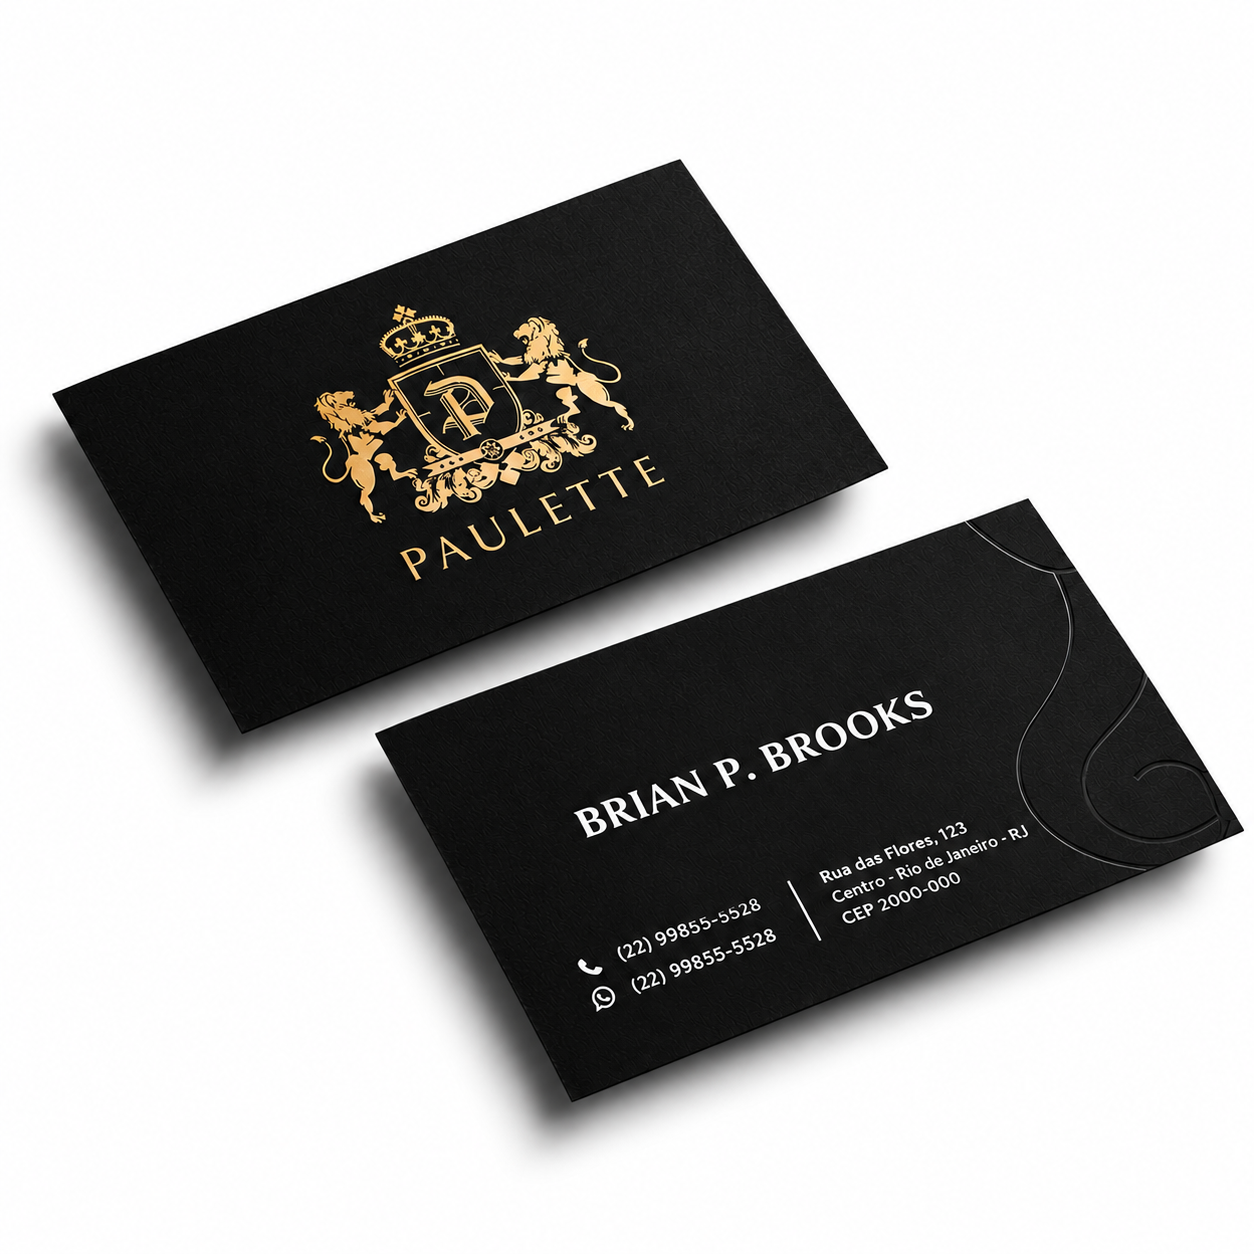 P
PAULETTE
BRIAN P. BROOKS
(22) 99855-5528
(22) 99855-5528
Rua das Flores, 123
Centro - Rio de Janeiro - RJ
CEP 2000-000